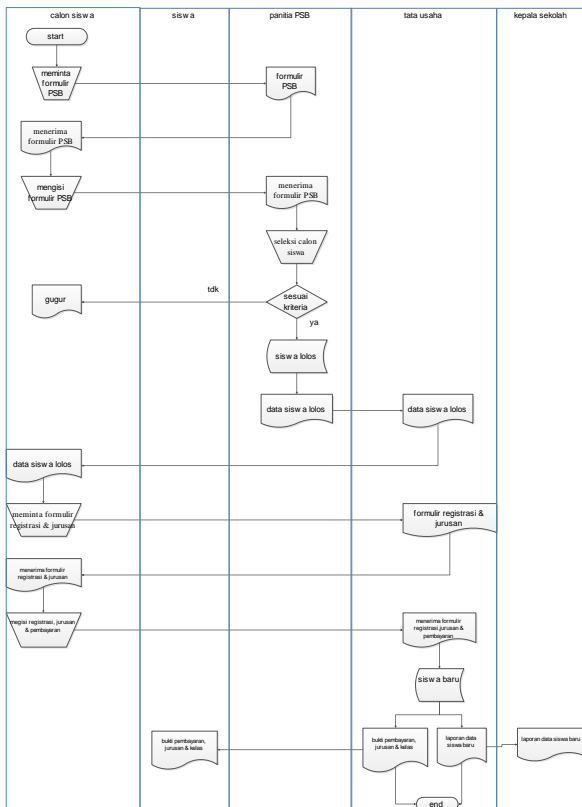 calon siswa
siswa
panitia PSB
tata usaha
kepala sekolah
start
meminta
formulir
PSB
formulir
PSB
menerima
formulir PSB
mengisi
formulir PSB
menerima
formulir PSB
seleksi calon
siswa
tdk
gugur
sesuai
kriteria
ya
siswa lolos
data siswa lolos
data siswa lolos
data siswa lolos
meminta formulir
registrasi & jurusan
formulir registrasi &
jurusan
menerima formulir
registrasi & jurusan
megisi registrasi, jurusan
& pembayaran
menerima formulir
registrasi,jurusan &
pembayaran
siswa baru
bukti pembayaran,
jurusan & kelas
bukti pembayaran,
jurusan & kelas
laporan data
siswa baru
laporan data siswa baru
end